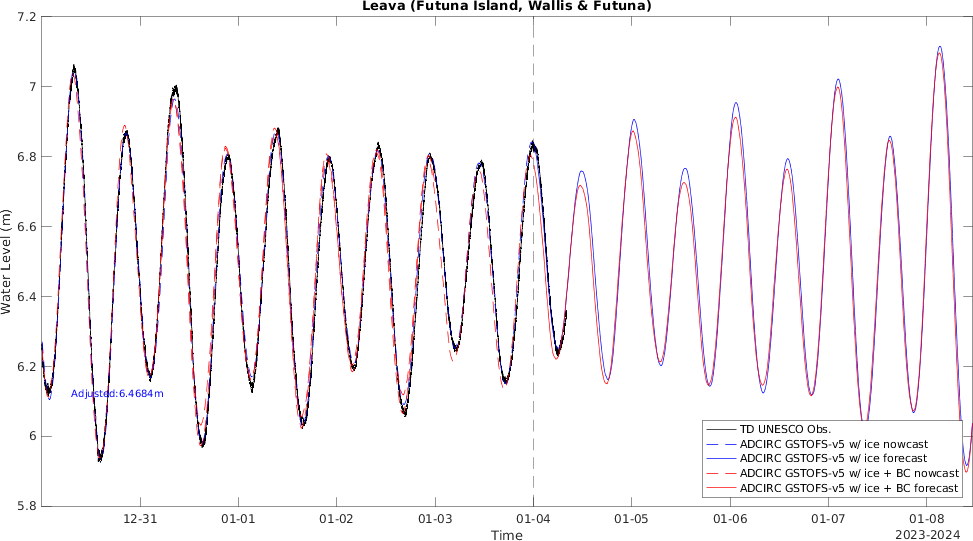 Leava (Futuna Island, Wallis & Futuna)
7.2
7
6.8
6.6
6.4
6.2
6
5.8
Water Level (m)
Adjusted:6.4684m
TD UNESCO Obs.
ADCIRC GSTOFS-v5 w/ ice nowcast
ADCIRC GSTOFS-v5 w/ ice forecast
ADCIRC GSTOFS-v5 w/ ice + BC nowcast
ADCIRC GSTOFS-v5 w/ ice + BC forecast
12-31 01-01 01-02 01-03 01-04 01-05 01-06 01-07 01-08
Time
2023-2024